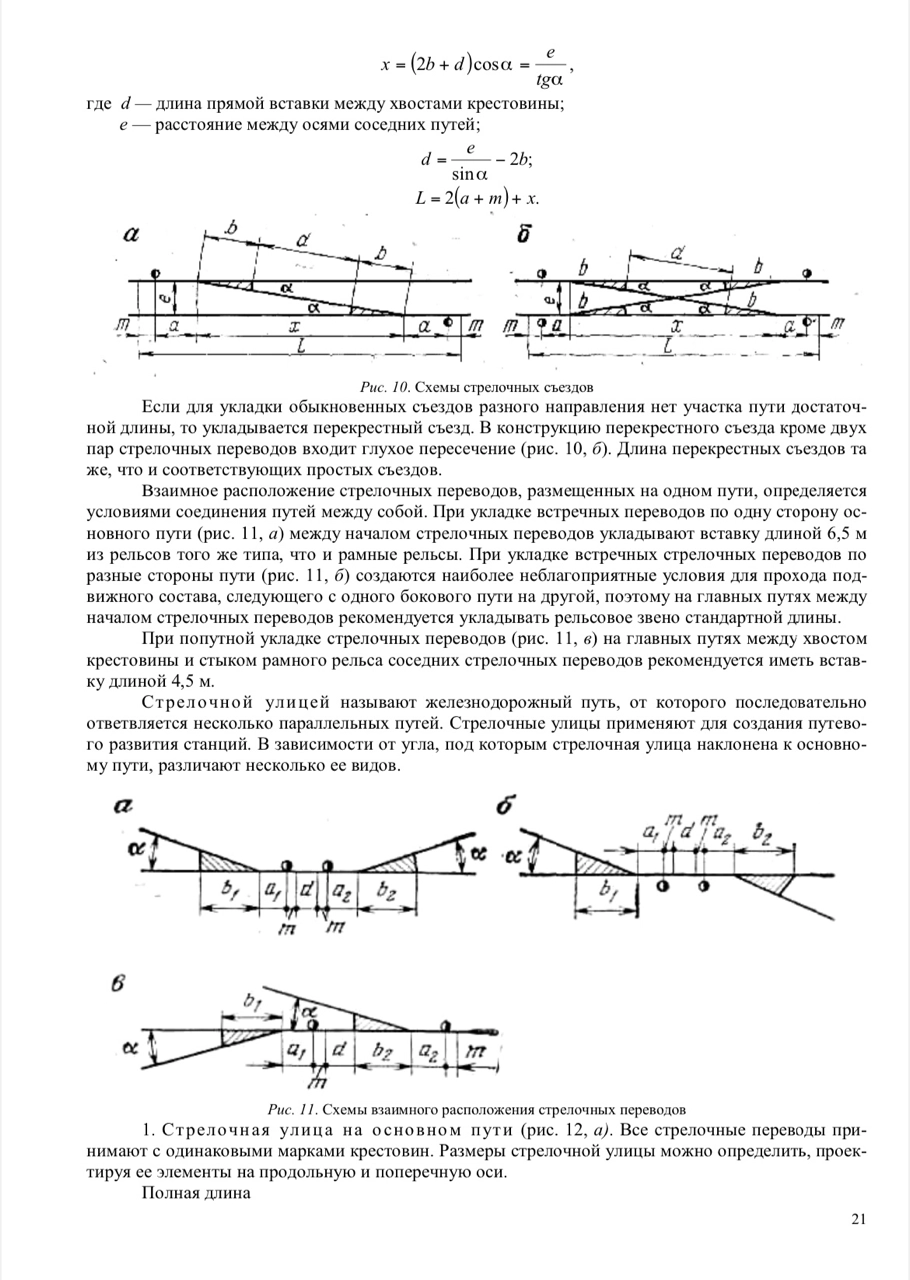 x = (2b + d)cosα = e/tgα ,
где d — длина прямой вставки между хвостами крестовины;
e — расстояние между осями соседних путей;
d = e/sinα − 2b;
L = 2(a + m) + x.
а б
b d b b d b
e α α e b α α α α b
m a x a m m a x a m
L L
Рис. 10. Схемы стрелочных съездов
Если для укладки обыкновенных съездов разного направления нет участка пути достаточ-
ной длины, то укладывается перекрестный съезд. В конструкцию перекрестного съезда кроме двух
пар стрелочных переводов входит глухое пересечение (рис. 10, б). Длина перекрестных съездов та
же, что и соответствующих простых съездов.
Взаимное расположение стрелочных переводов, размещенных на одном пути, определяется
условиями соединения путей между собой. При укладке встречных переводов по одну сторону ос-
новного пути (рис. 11, а) между началом стрелочных переводов укладывают вставку длиной 6,5 м
из рельсов того же типа, что и рамные рельсы. При укладке встречных стрелочных переводов по
разные стороны пути (рис. 11, б) создаются наиболее неблагоприятные условия для прохода под-
вижного состава, следующего с одного бокового пути на другой, поэтому на главных путях между
началом стрелочных переводов рекомендуется укладывать рельсовое звено стандартной длины.
При попутной укладке стрелочных переводов (рис. 11, в) на главных путях между хвостом
крестовины и стыком рамного рельса соседних стрелочных переводов рекомендуется иметь встав-
ку длиной 4,5 м.
Стрелочной улицей называют железнодорожный путь, от которого последовательно
ответвляется несколько параллельных путей. Стрелочные улицы применяют для создания путево-
го развития станций. В зависимости от угла, под которым стрелочная улица наклонена к основно-
му пути, различают несколько ее видов.
а б
m m
a₁ d a₂ b₂
α α α
b₁ a₁ d a₂ b₂ b₁
m m
в
b₁ α
α a₁ d b₂ a₂ m
m
Рис. 11. Схемы взаимного расположения стрелочных переводов
1. Стрелочная улица на основном пути (рис. 12, а). Все стрелочные переводы при-
нимают с одинаковыми марками крестовин. Размеры стрелочной улицы можно определить, проек-
тируя ее элементы на продольную и поперечную оси.
Полная длина
21